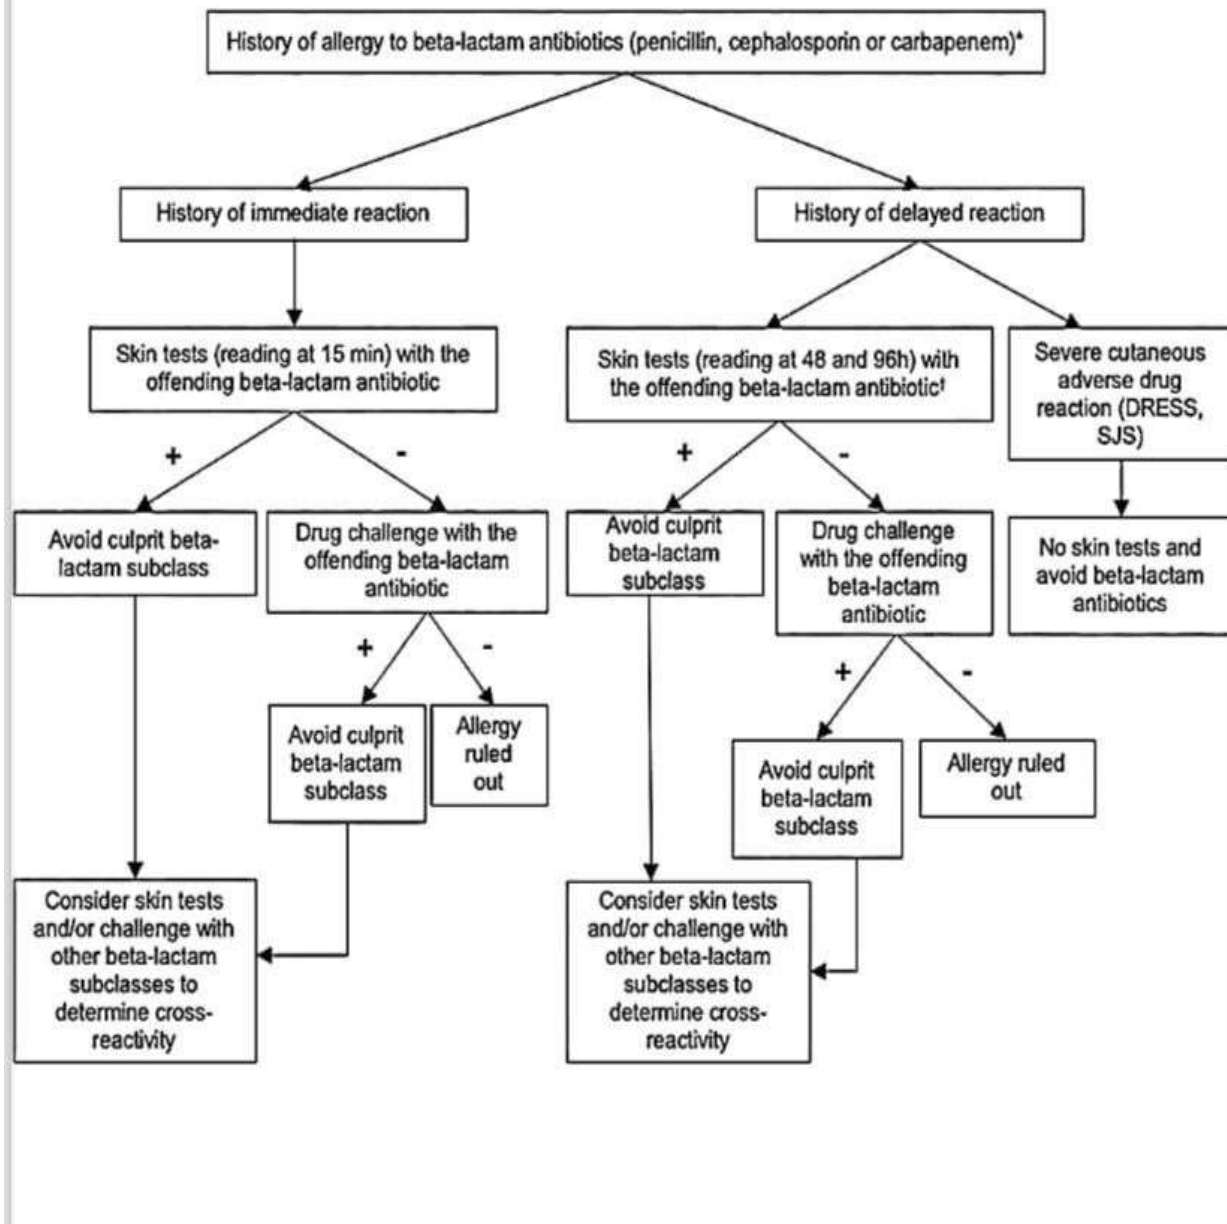 History of allergy to beta-lactam antibiotics (penicillin, cephalosporin or carbapenem)*
History of immediate reaction
History of delayed reaction
Skin tests (reading at 15 min) with the
offending beta-lactam antibiotic
Skin tests (reading at 48 and 96h) with
the offending beta-lactam antibiotic†
Severe cutaneous
adverse drug
reaction (DRESS,
SJS)
+
-
+
-
Avoid culprit beta-
lactam subclass
Drug challenge with the
offending beta-lactam
antibiotic
Avoid culprit
beta-lactam
subclass
Drug challenge
with the offending
beta-lactam
antibiotic
No skin tests and
avoid beta-lactam
antibiotics
+
-
+
-
Avoid culprit
beta-lactam
subclass
Allergy
ruled
out
Avoid culprit
beta-lactam
subclass
Allergy ruled
out
Consider skin tests
and/or challenge with
other beta-lactam
subclasses to
determine cross-
reactivity
Consider skin tests
and/or challenge with
other beta-lactam
subclasses to
determine cross-
reactivity